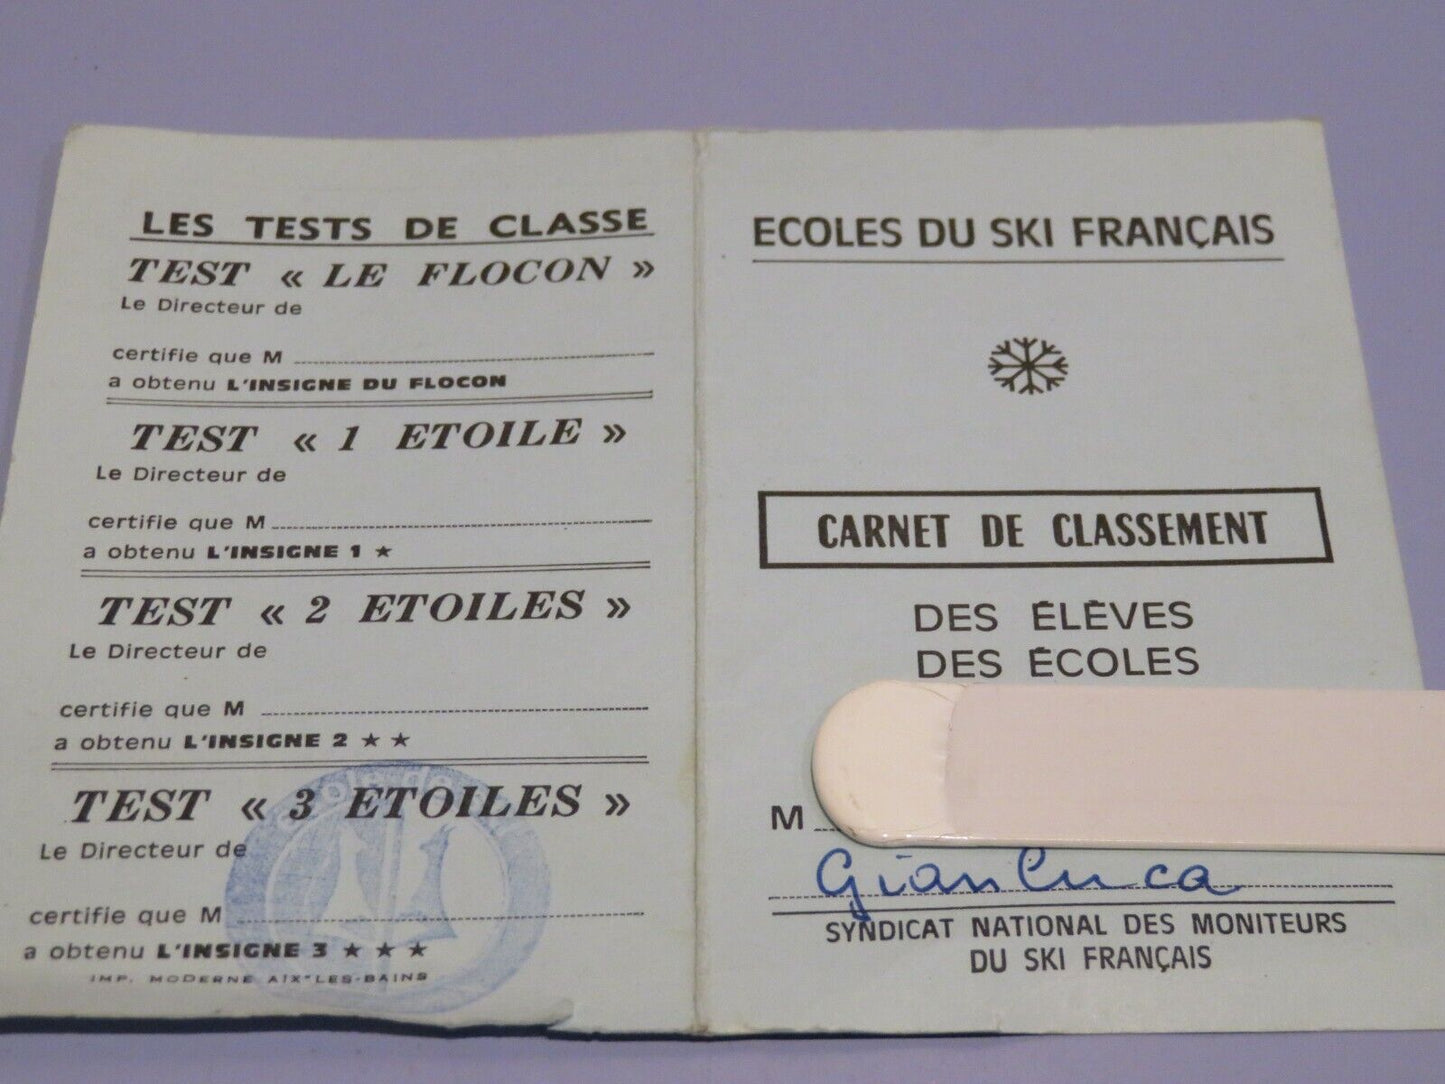 LES TESTS DE CLASSE
TEST « LE FLOCON »
Le Directeur de
certifie que M
a obtenu L'INSIGNE DU FLOCON
TEST « 1 ETOILE »
Le Directeur de
certifie que M
a obtenu L'INSIGNE 1 ★
TEST « 2 ETOILES »
Le Directeur de
certifie que M
a obtenu L'INSIGNE 2 ★ ★
TEST « 3 ETOILES »
Le Directeur de
certifie que M
a obtenu L'INSIGNE 3 ★ ★ ★
IMP. MODERNE AIX-LES-BAINS
ECOLES DU SKI FRANÇAIS
CARNET DE CLASSEMENT
DES ÉLÈVES
DES ÉCOLES
M
Gianluca
SYNDICAT NATIONAL DES MONITEURS
DU SKI FRANÇAIS